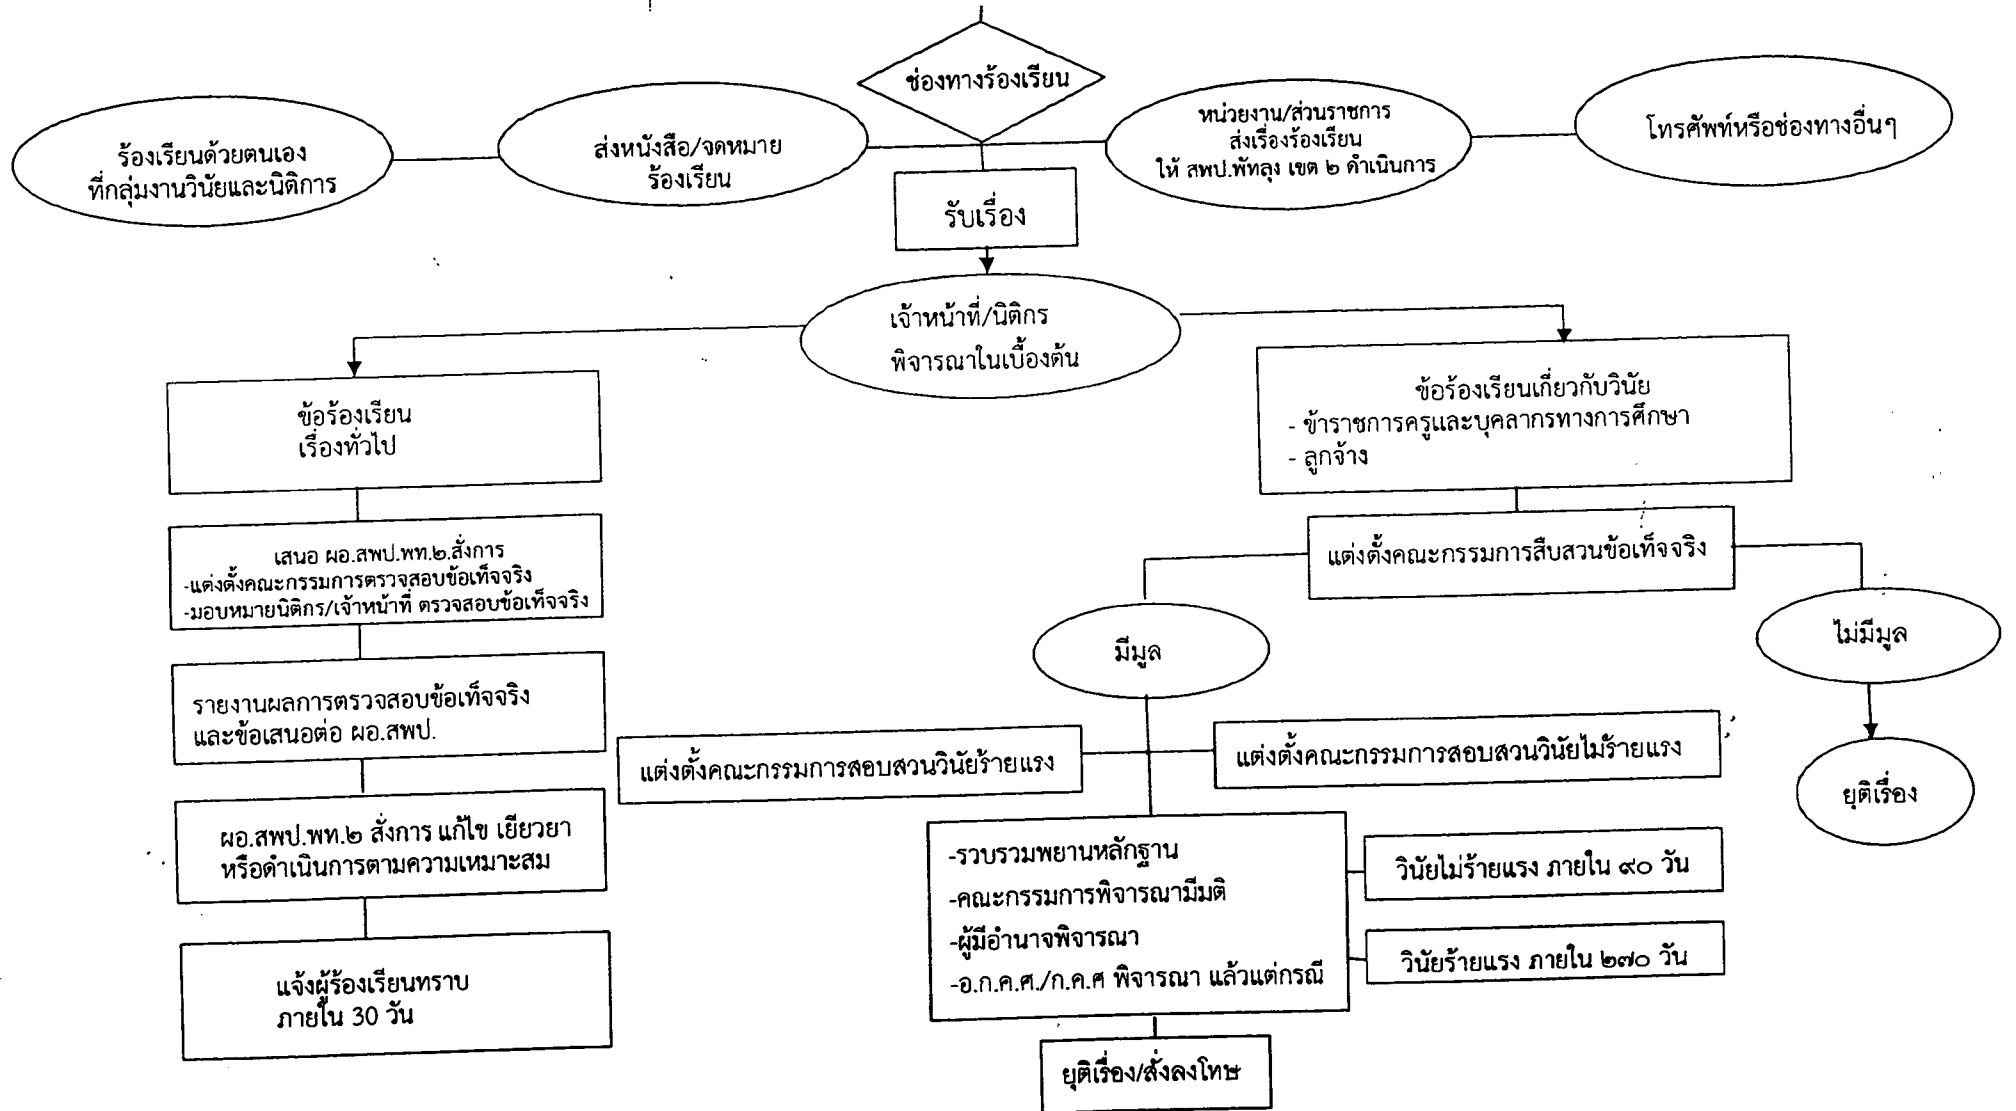 ช่องทางร้องเรียน
ร้องเรียนด้วยตนเอง
ที่กลุ่มงานวินัยและนิติการ
ส่งหนังสือ/จดหมาย
ร้องเรียน
หน่วยงาน/ส่วนราชการ
ส่งเรื่องร้องเรียน
ให้ สพป.พัทลุง เขต ๒ ดำเนินการ
โทรศัพท์หรือช่องทางอื่นๆ
รับเรื่อง
เจ้าหน้าที่/นิติกร
พิจารณาในเบื้องต้น
ข้อร้องเรียน
เรื่องทั่วไป
เสนอ ผอ.สพป.พท.๒.สั่งการ
-แต่งตั้งคณะกรรมการตรวจสอบข้อเท็จจริง
-มอบหมายนิติกร/เจ้าหน้าที่ ตรวจสอบข้อเท็จจริง
รายงานผลการตรวจสอบข้อเท็จจริง
และข้อเสนอต่อ ผอ.สพป.
ผอ.สพป.พท.๒ สั่งการ แก้ไข เยียวยา
หรือดำเนินการตามความเหมาะสม
แจ้งผู้ร้องเรียนทราบ
ภายใน 30 วัน
ข้อร้องเรียนเกี่ยวกับวินัย
- ข้าราชการครูและบุคลากรทางการศึกษา
- ลูกจ้าง
แต่งตั้งคณะกรรมการสืบสวนข้อเท็จจริง
มีมูล
ไม่มีมูล
แต่งตั้งคณะกรรมการสอบสวนวินัยร้ายแรง
แต่งตั้งคณะกรรมการสอบสวนวินัยไม่ร้ายแรง
ยุติเรื่อง
-รวบรวมพยานหลักฐาน
-คณะกรรมการพิจารณามีมติ
-ผู้มีอำนาจพิจารณา
-อ.ก.ค.ศ./ก.ค.ศ พิจารณา แล้วแต่กรณี
วินัยไม่ร้ายแรง ภายใน ๙๐ วัน
วินัยร้ายแรง ภายใน ๒๗๐ วัน
ยุติเรื่อง/สั่งลงโทษ